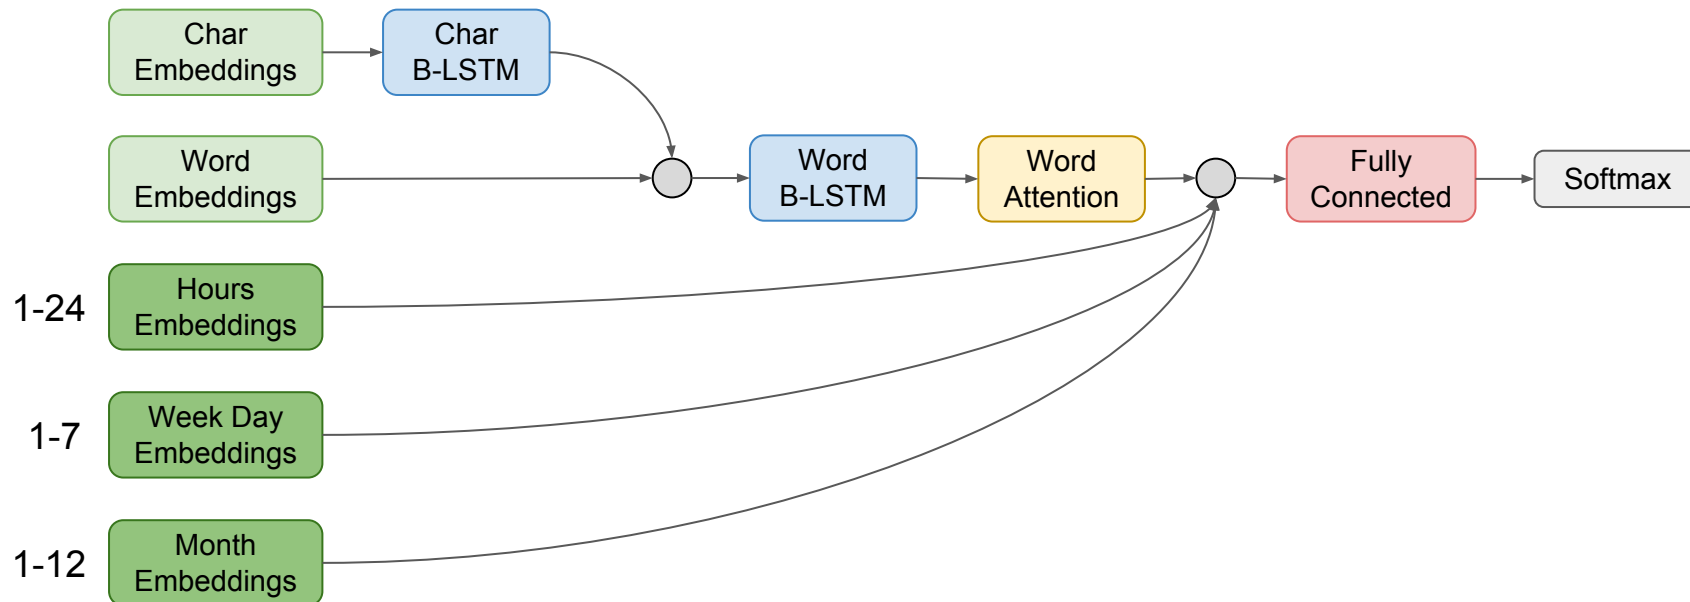 Char
Embeddings
Char
B-LSTM
Word
Embeddings
Word
B-LSTM
Word
Attention
Fully
Connected
Softmax
1-24
Hours
Embeddings
1-7
Week Day
Embeddings
1-12
Month
Embeddings